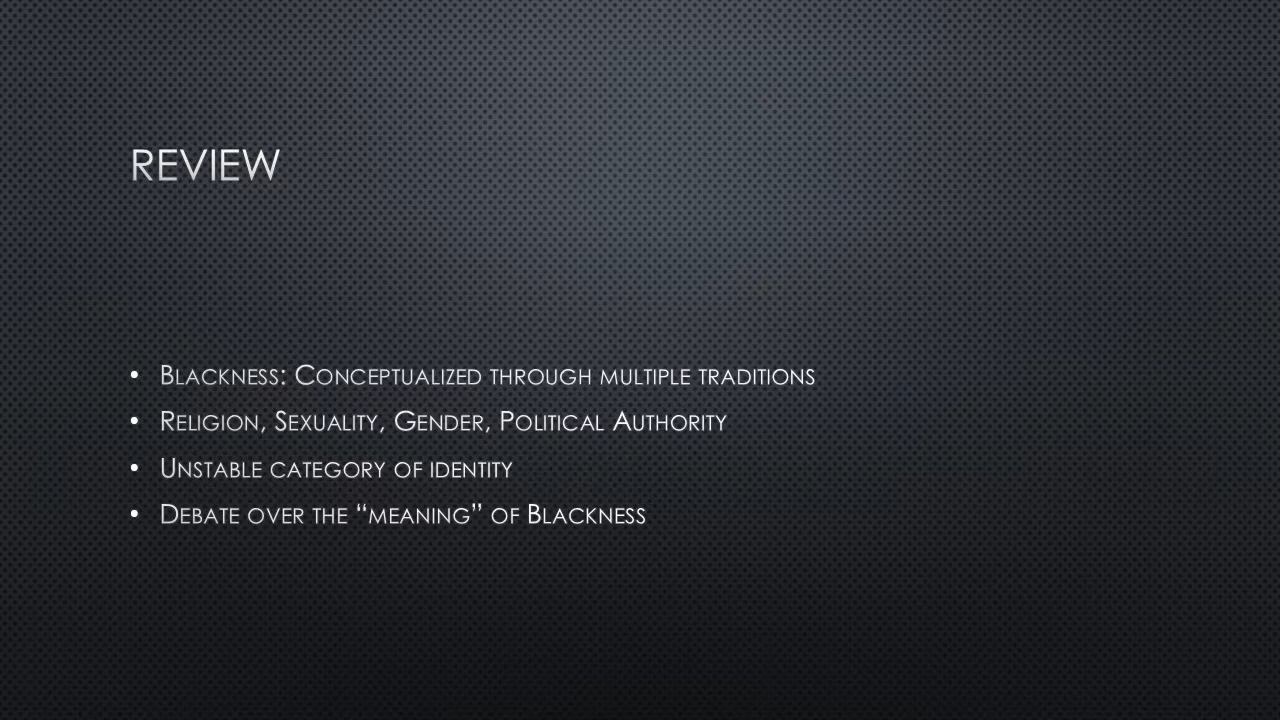 REVIEW
• Blackness: Conceptualized through multiple traditions
• Religion, Sexuality, Gender, Political Authority
• Unstable category of identity
• Debate over the “meaning” of Blackness